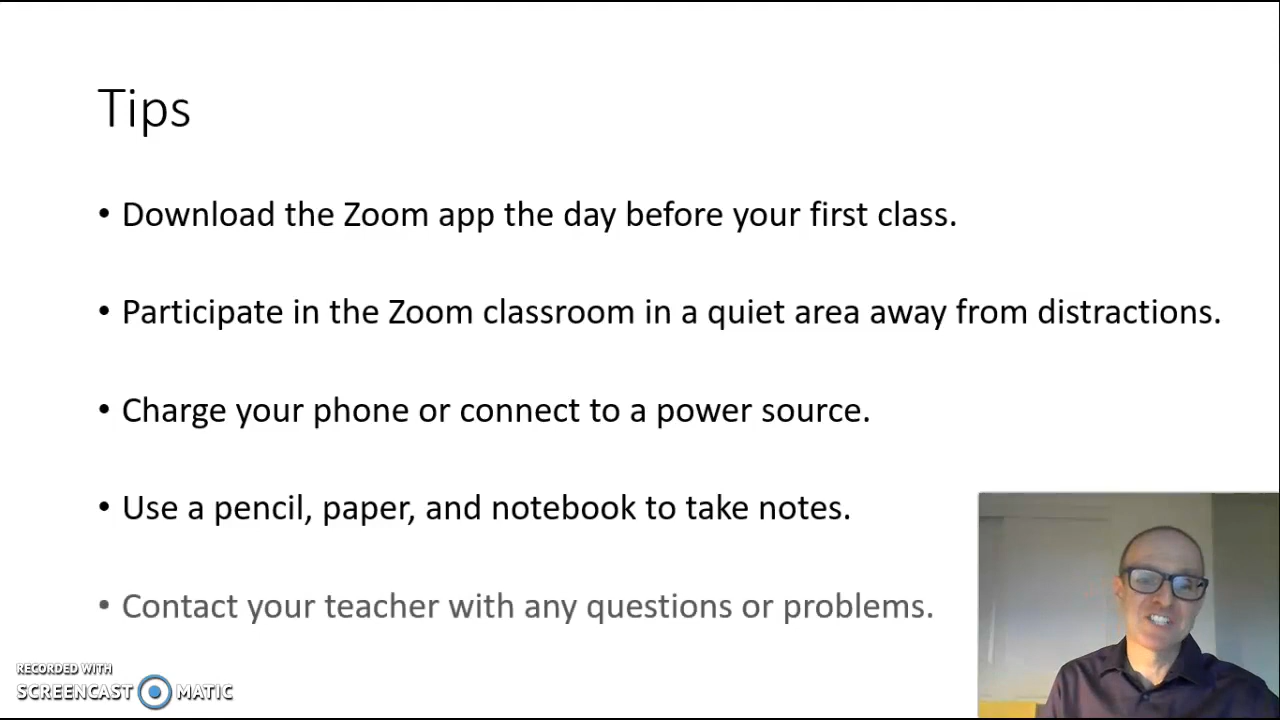 Tips
• Download the Zoom app the day before your first class.
• Participate in the Zoom classroom in a quiet area away from distractions.
• Charge your phone or connect to a power source.
• Use a pencil, paper, and notebook to take notes.
• Contact your teacher with any questions or problems.
RECORDED WITH
SCREENCAST MATIC